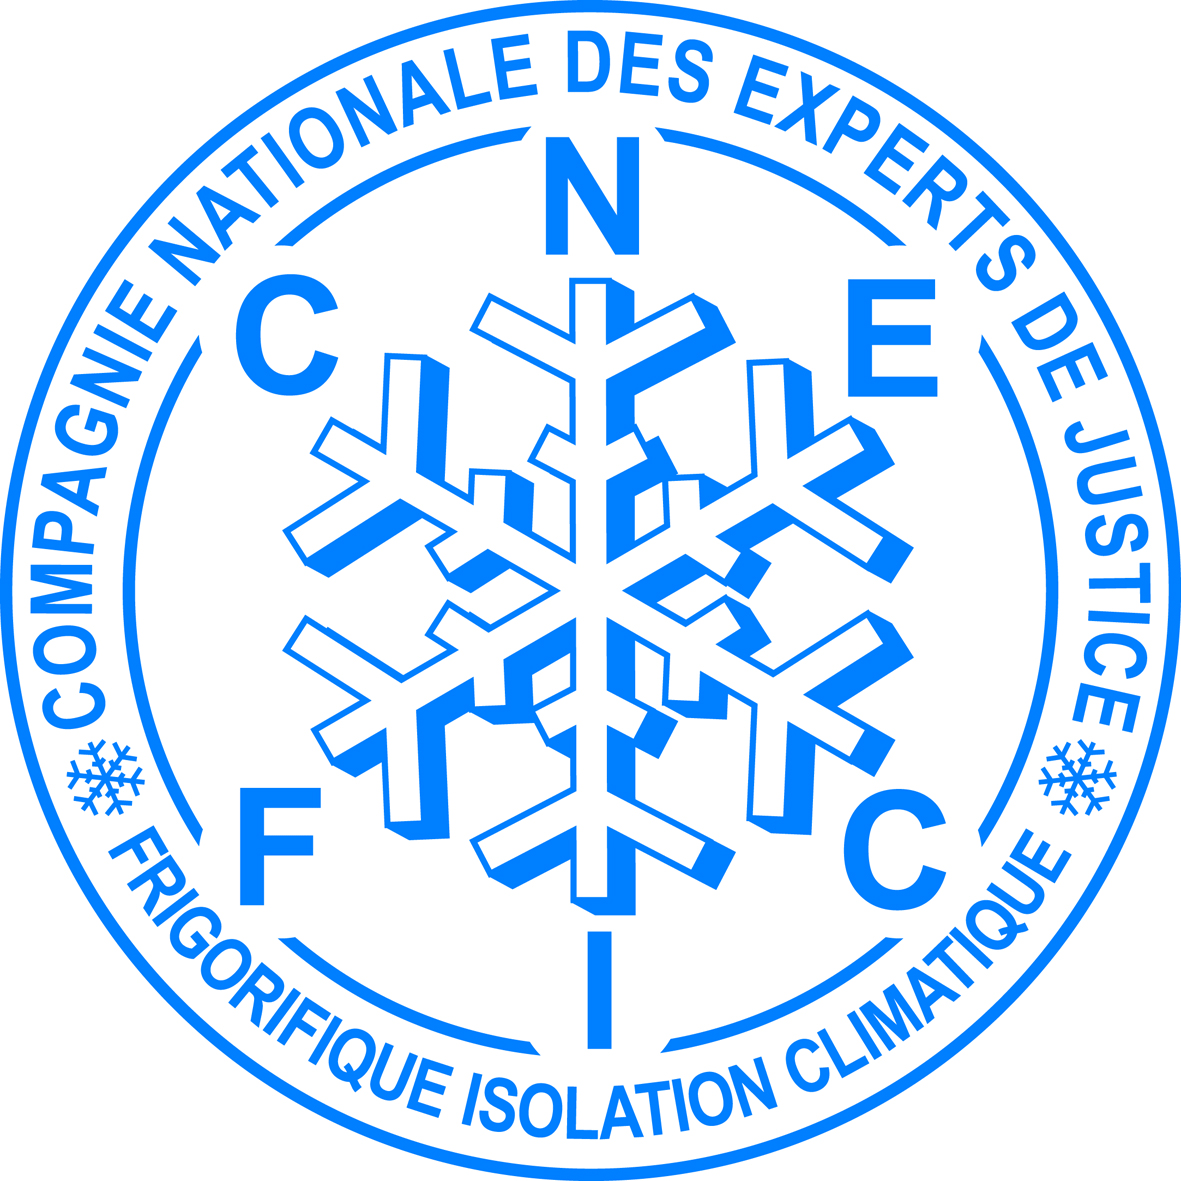 COMPAGNIE NATIONALE DES EXPERTS DE JUSTICE
C N E
F I C
FRIGORIFIQUE ISOLATION CLIMATIQUE